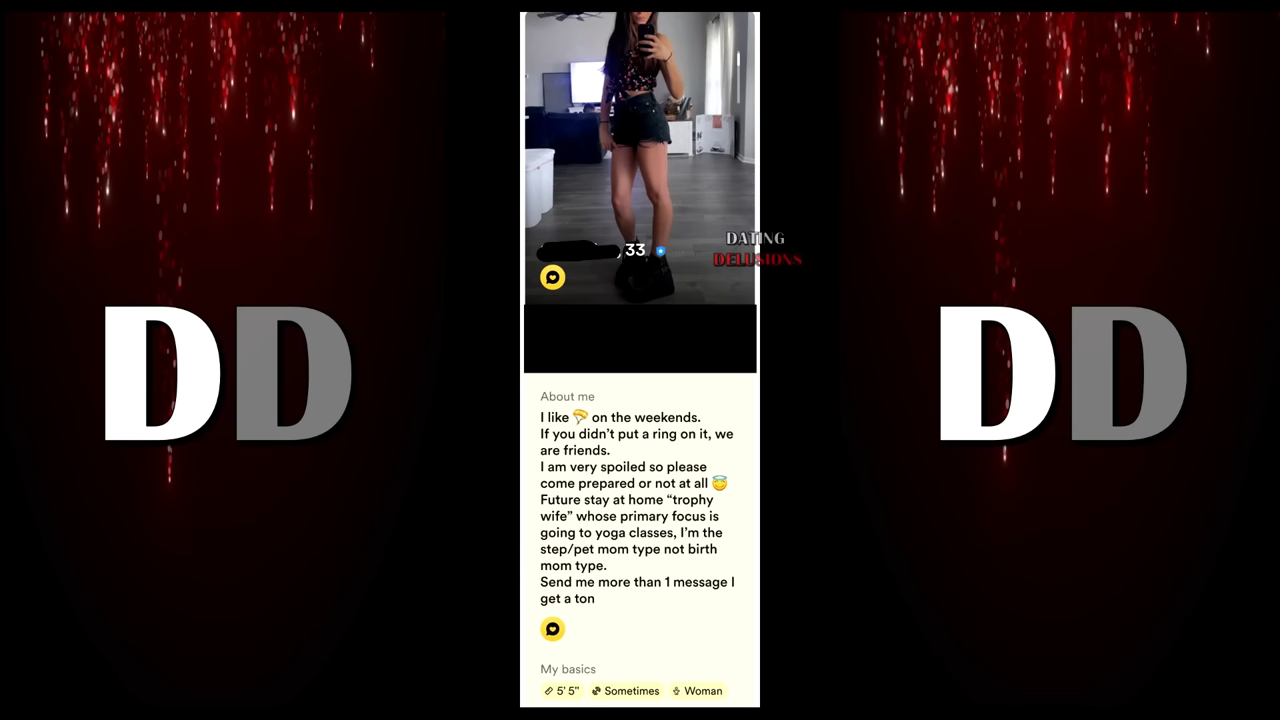 33
DATING
DELUSIONS
DD
DD
About me
I like 🪂 on the weekends.
If you didn’t put a ring on it, we
are friends.
I am very spoiled so please
come prepared or not at all 😇
Future stay at home “trophy
wife” whose primary focus is
going to yoga classes, I’m the
step/pet mom type not birth
mom type.
Send me more than 1 message I
get a ton
My basics
5' 5" Sometimes Woman